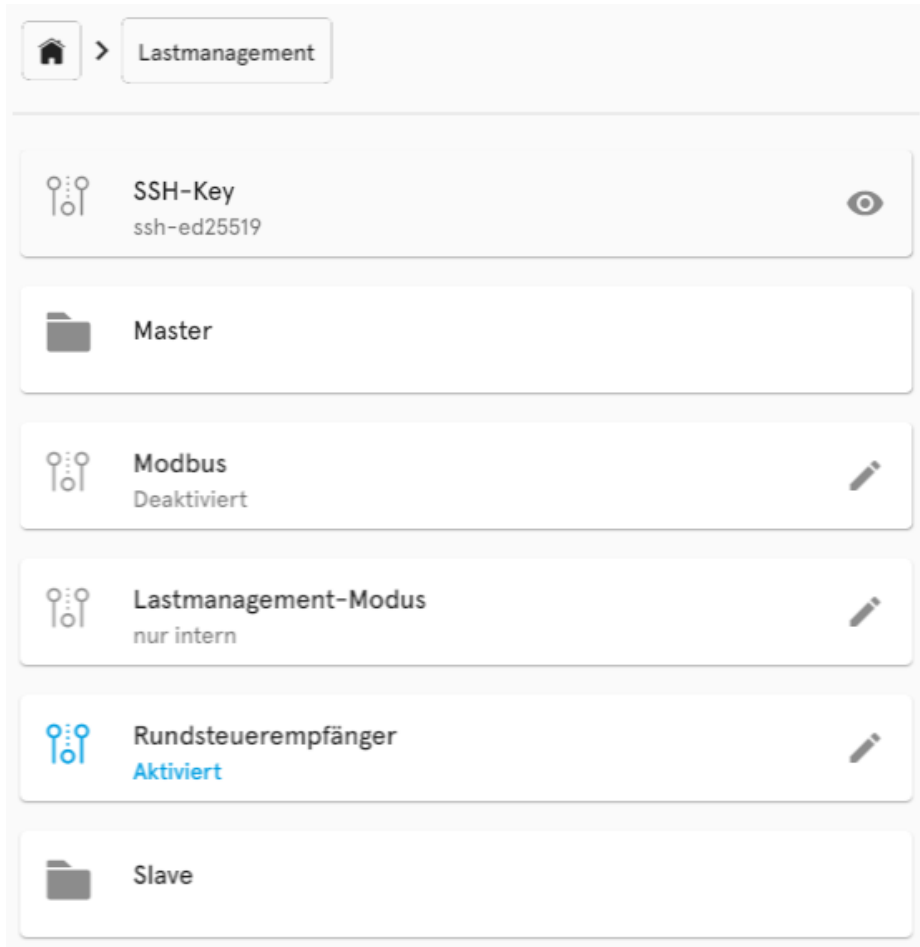 Lastmanagement
SSH-Key
ssh-ed25519
Master
Modbus
Deaktiviert
Lastmanagement-Modus
nur intern
Rundsteuerempfänger
Aktiviert
Slave